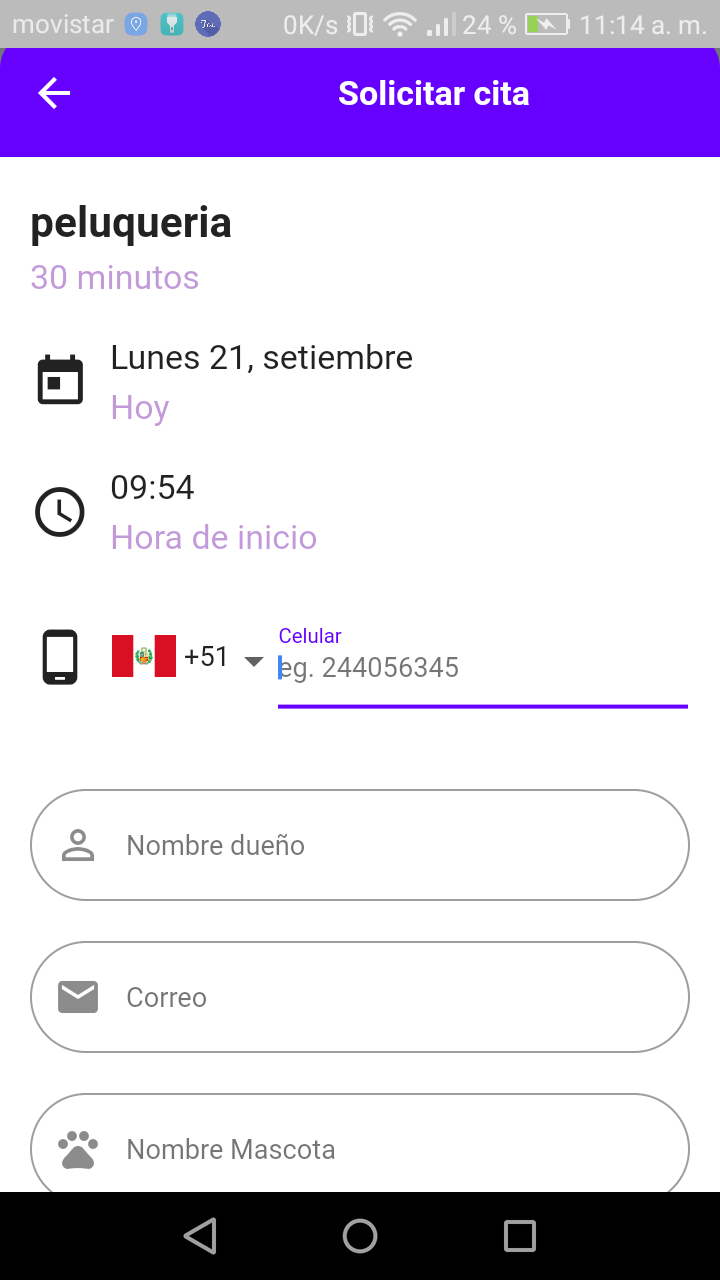 movistar 0K/s 24 % 11:14 a. m.
Solicitar cita
peluqueria
30 minutos
Lunes 21, setiembre
Hoy
09:54
Hora de inicio
Celular
+51 eg. 244056345
Nombre dueño
Correo
Nombre Mascota